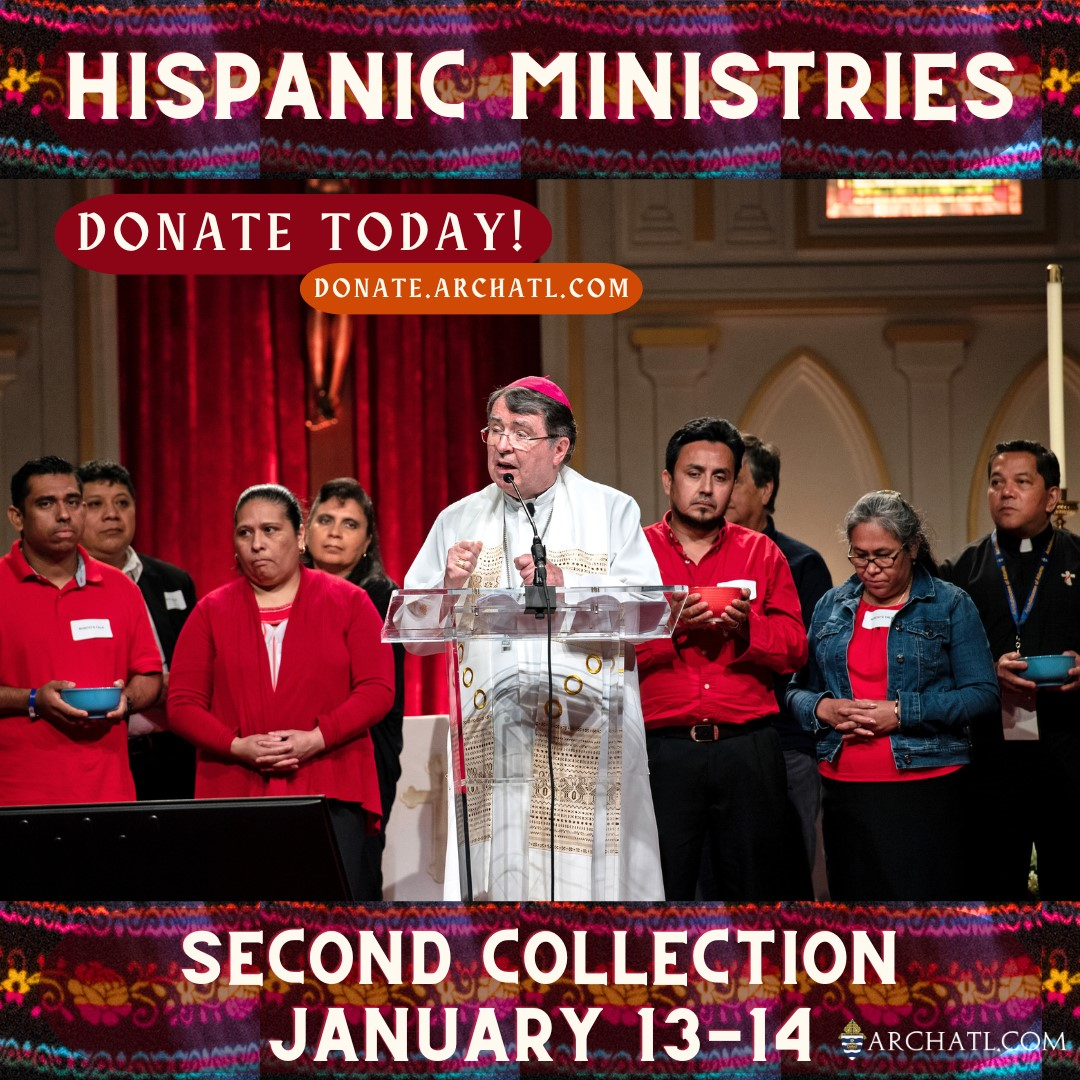 HISPANIC MINISTRIES
DONATE TODAY!
DONATE.ARCHATL.COM
SECOND COLLECTION
JANUARY 13-14
ARCHATL.COM